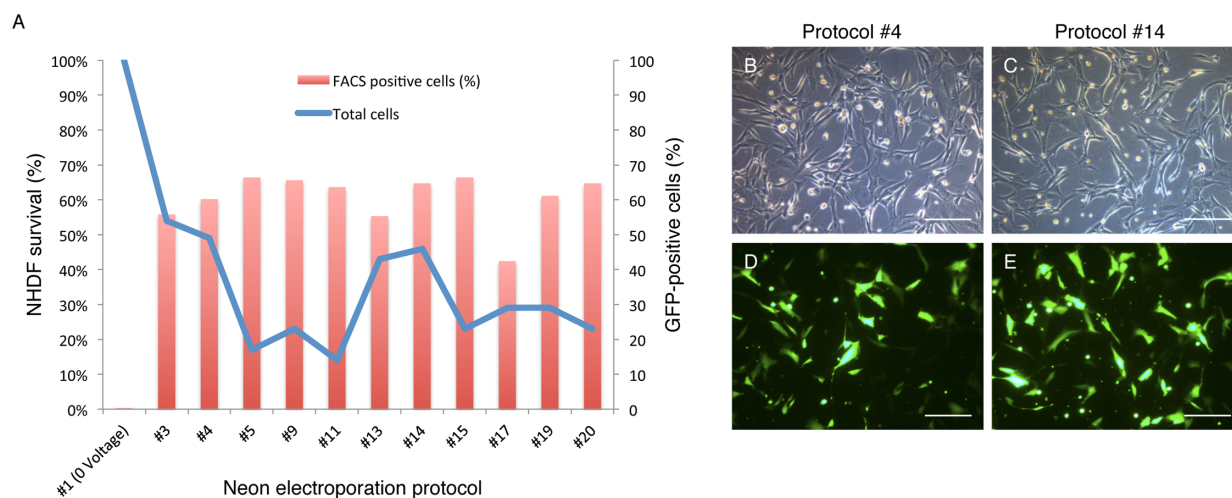 A
Protocol #4
Protocol #14
NHDF survival (%)
100%
90%
80%
70%
60%
50%
40%
30%
20%
10%
0%
FACS positive cells (%)
Total cells
100
90
80
70
60
50
40
30
20
10
0
GFP-positive cells (%)
#1 (0 Voltage)
#3
#4
#5
#9
#11
#13
#14
#15
#17
#19
#20
Neon electroporation protocol
B
C
D
E